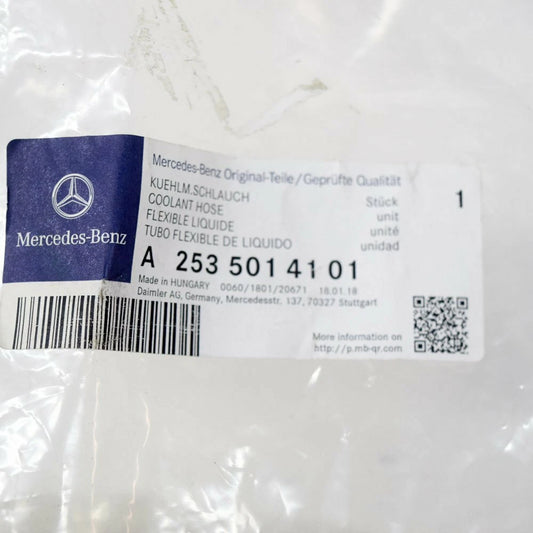 Mercedes-Benz
Mercedes-Benz Original-Teile/Geprüfte Qualität
KUEHLM.SCHLAUCH Stück 1
COOLANT HOSE unit
FLEXIBLE LIQUIDE unité
TUBO FLEXIBLE DE LIQUIDO unidad
A 253 501 41 01
Made in HUNGARY 0060/1801/20671 18.01.18
Daimler AG, Germany, Mercedesstr. 137, 70327 Stuttgart
More information on
http://p.mb-qr.com